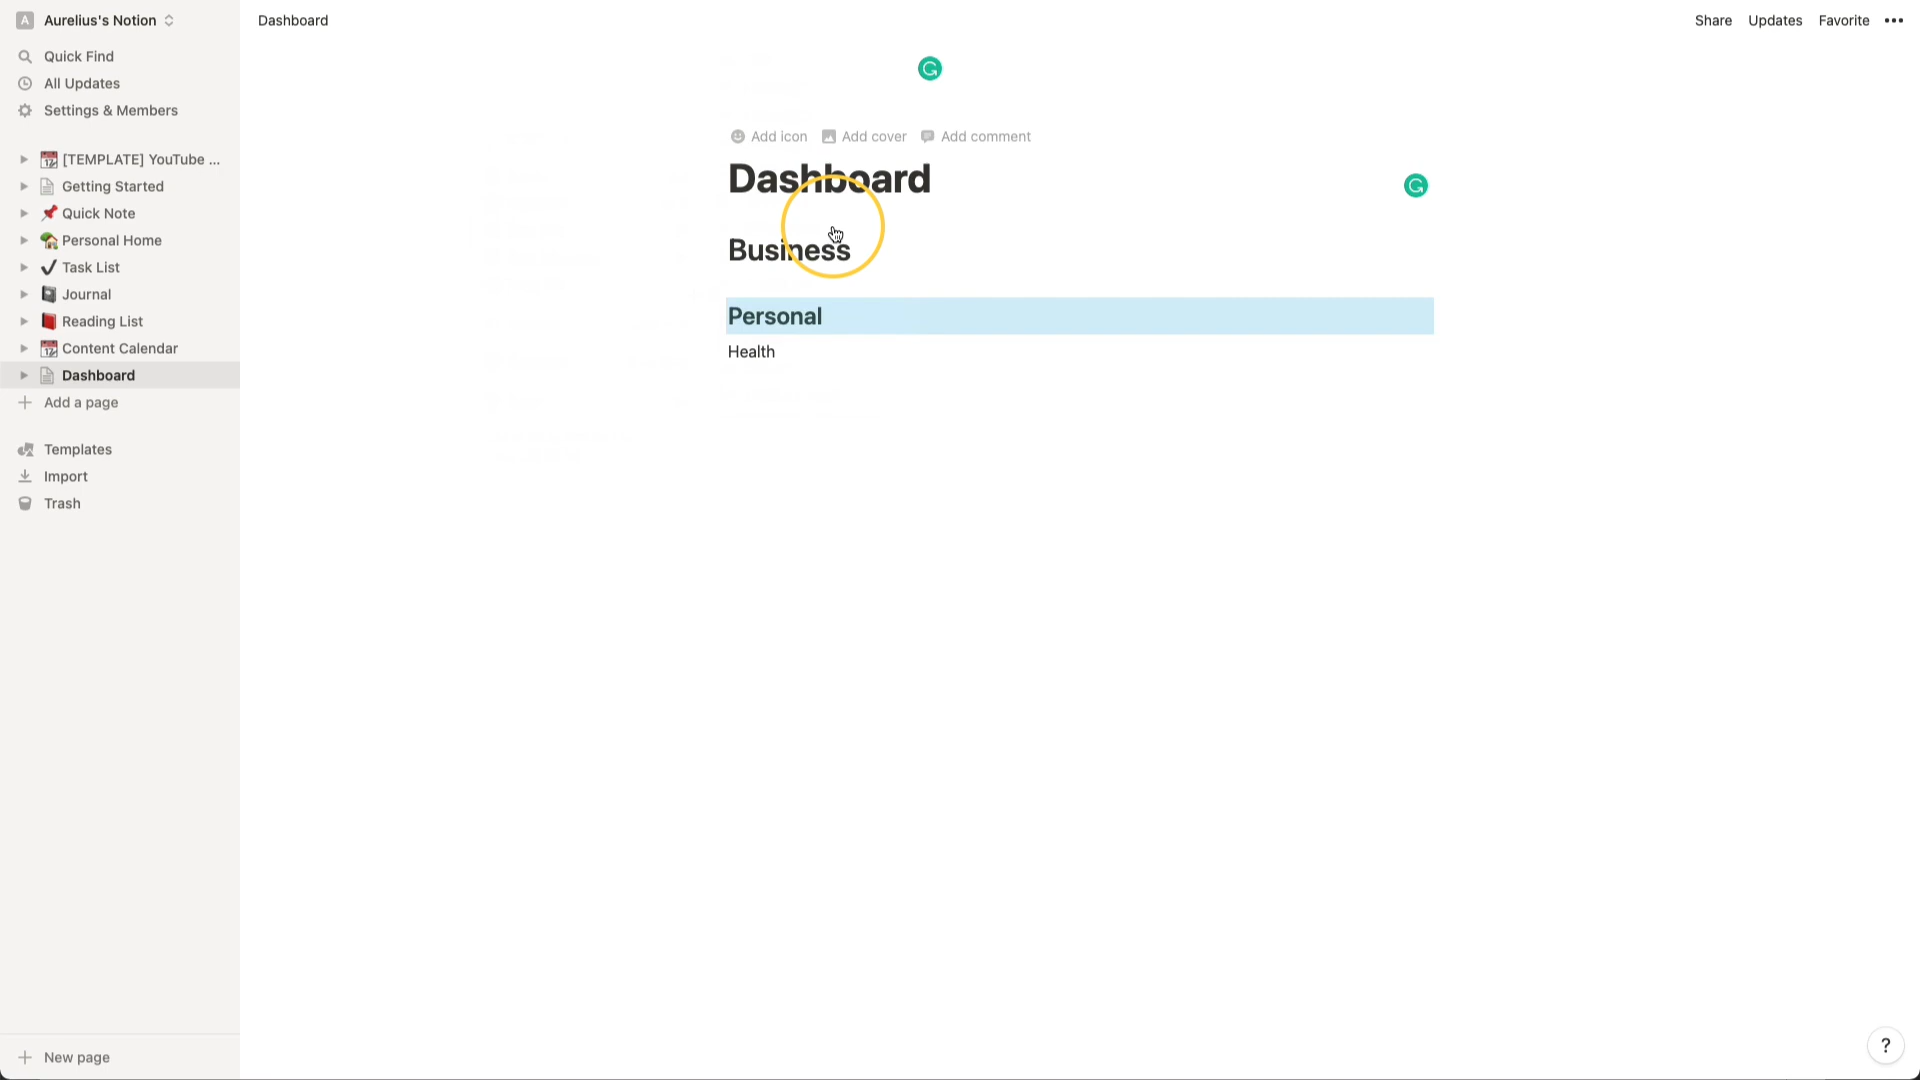 A Aurelius's Notion
Dashboard
Share Updates Favorite •••
Quick Find
All Updates
Settings & Members
[TEMPLATE] YouTube ...
Getting Started
Quick Note
Personal Home
Task List
Journal
Reading List
Content Calendar
Dashboard
Add a page
Templates
Import
Trash
New page
Add icon Add cover Add comment
Dashboard
Business
Personal
Health
?